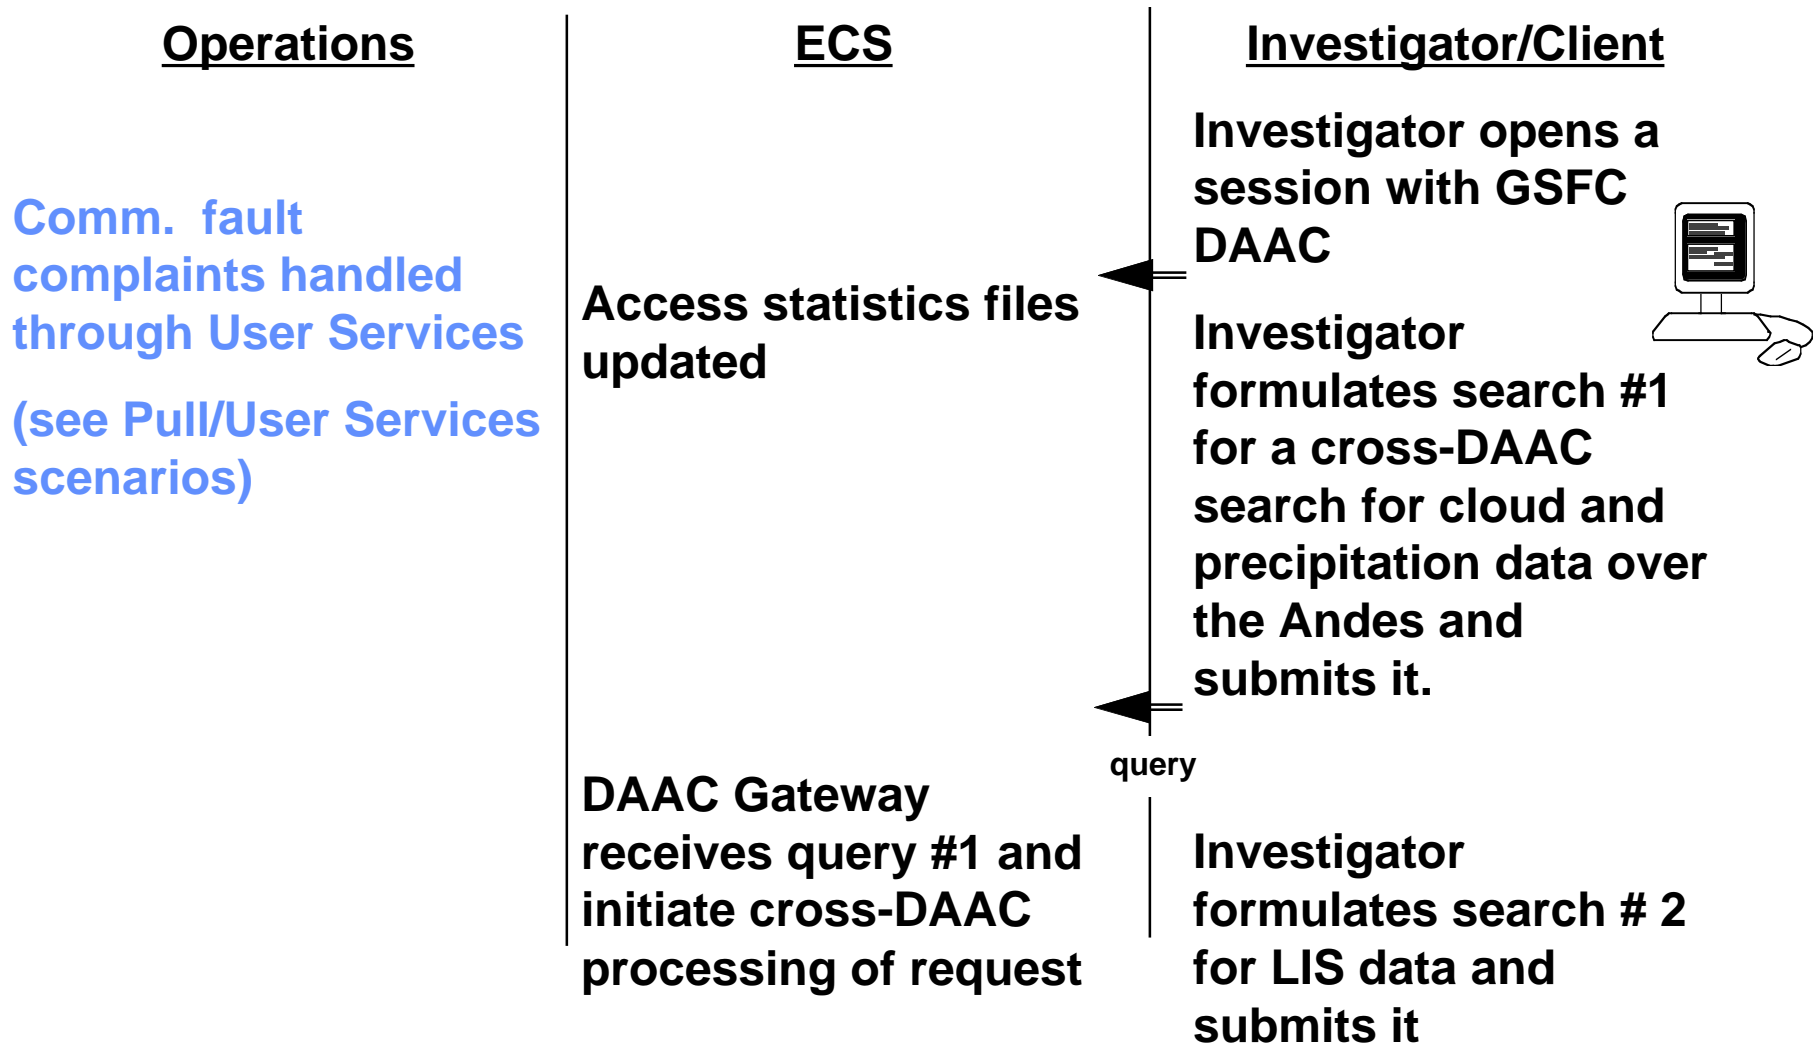 Operations
Comm.  fault
complaints handled
through User Services
(see Pull/User Services
scenarios)
ECS
Access statistics files
updated
DAAC Gateway
receives query #1 and
initiate cross-DAAC
processing of request
Investigator/Client
Investigator opens a
session with GSFC
DAAC
Investigator
formulates search #1
for a cross-DAAC
search for cloud and
precipitation data over
the Andes and
submits it.
query
Investigator
formulates search # 2
for LIS data and
submits it